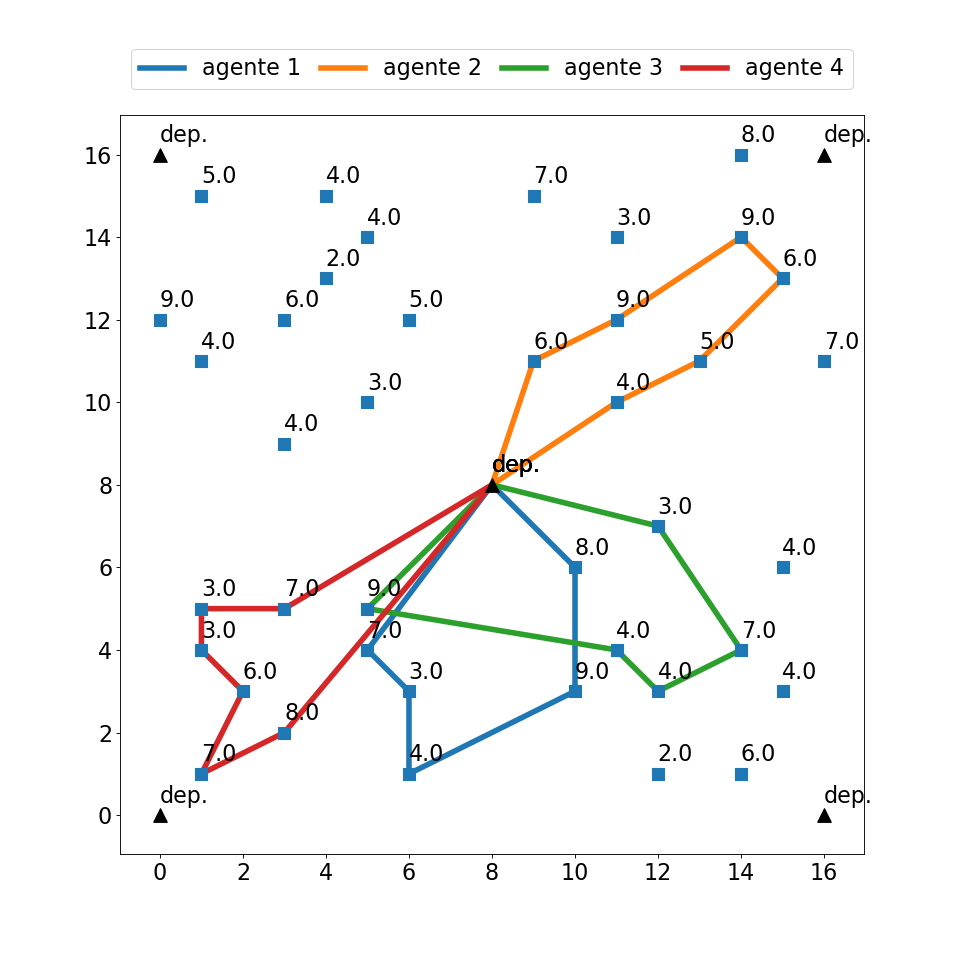 agente 1 agente 2 agente 3 agente 4
dep. 8.0 dep.
16
5.0 4.0 7.0
4.0 3.0 9.0
14
2.0 6.0
9.0 6.0 5.0 9.0
12
4.0 6.0 5.0 7.0
3.0 4.0
10
4.0
dep.
8
3.0
8.0 4.0
6
3.0 7.0 9.0
3.0 7.0 4.0 7.0
4
6.0 3.0 9.0 4.0 4.0
8.0
2
7.0 4.0 2.0 6.0
dep. dep.
0
0 2 4 6 8 10 12 14 16